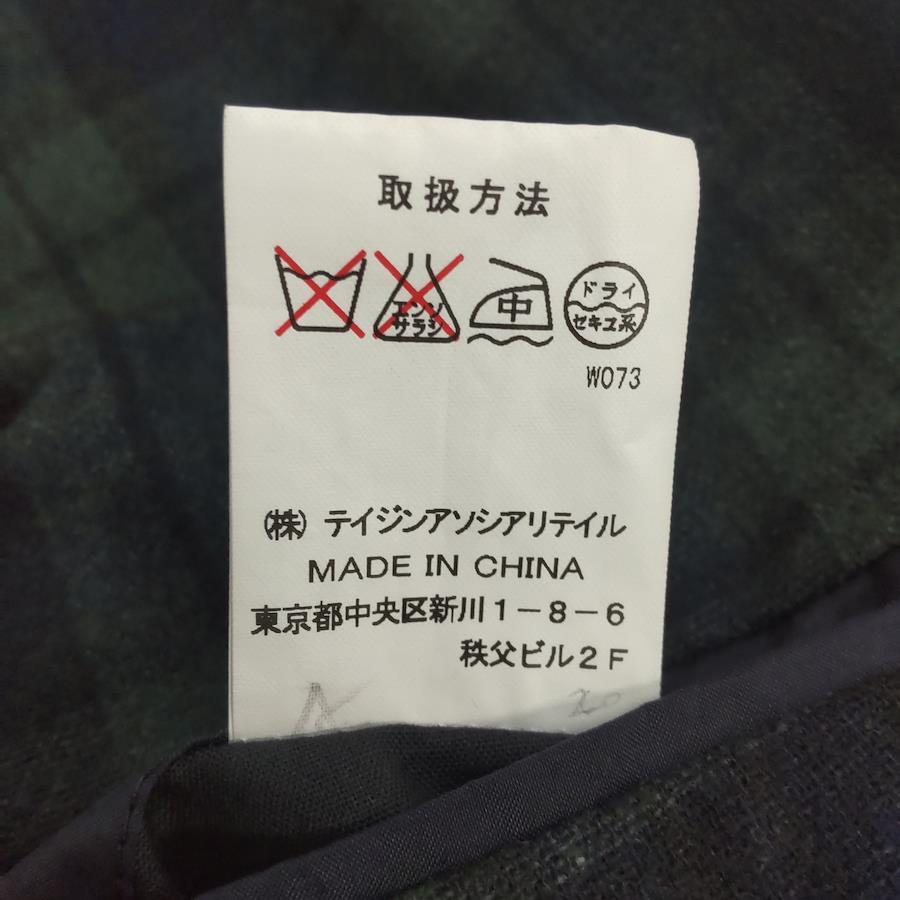 取扱方法
エンソ
サラシ
中
ドライ
セキユ系
W073
(株)テイジンアソシアリテイル
MADE IN CHINA
東京都中央区新川1-8-6
秩父ビル2F